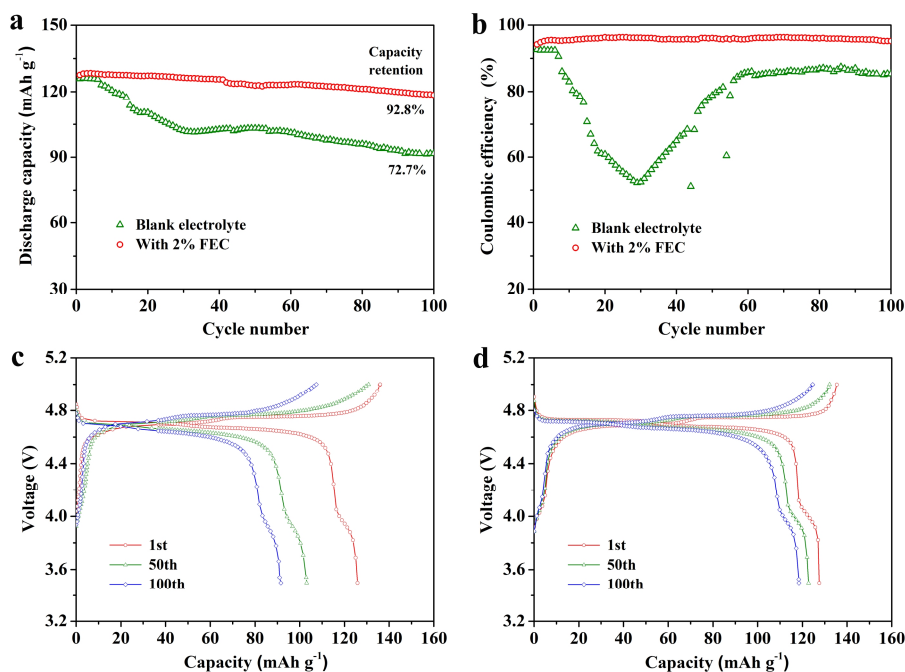 a
150
120
90
60
30
0
20
40
60
80
100
Discharge capacity (mAh g⁻¹)
Cycle number
Capacity
retention
92.8%
72.7%
Blank electrolyte
With 2% FEC
b
100
80
60
40
20
0
20
40
60
80
100
Coulombic efficiency (%)
Cycle number
Blank electrolyte
With 2% FEC
c
5.2
4.8
4.4
4.0
3.6
3.2
0
20
40
60
80
100
120
140
160
Voltage (V)
Capacity (mAh g⁻¹)
1st
50th
100th
d
5.2
4.8
4.4
4.0
3.6
3.2
0
20
40
60
80
100
120
140
160
Voltage (V)
Capacity (mAh g⁻¹)
1st
50th
100th